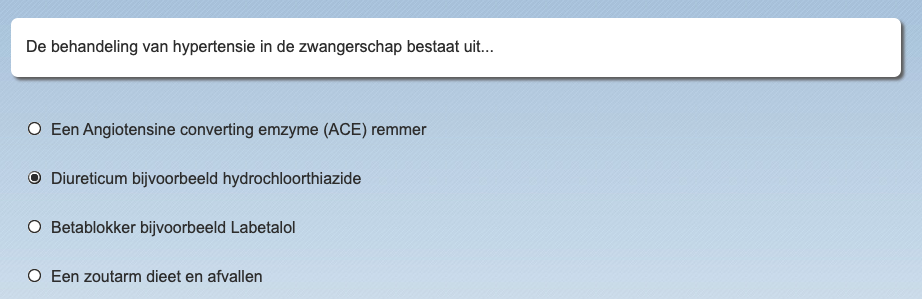 De behandeling van hypertensie in de zwangerschap bestaat uit...
Een Angiotensine converting emzyme (ACE) remmer
Diureticum bijvoorbeeld hydrochloorthiazide
Betablokker bijvoorbeeld Labetalol
Een zoutarm dieet en afvallen